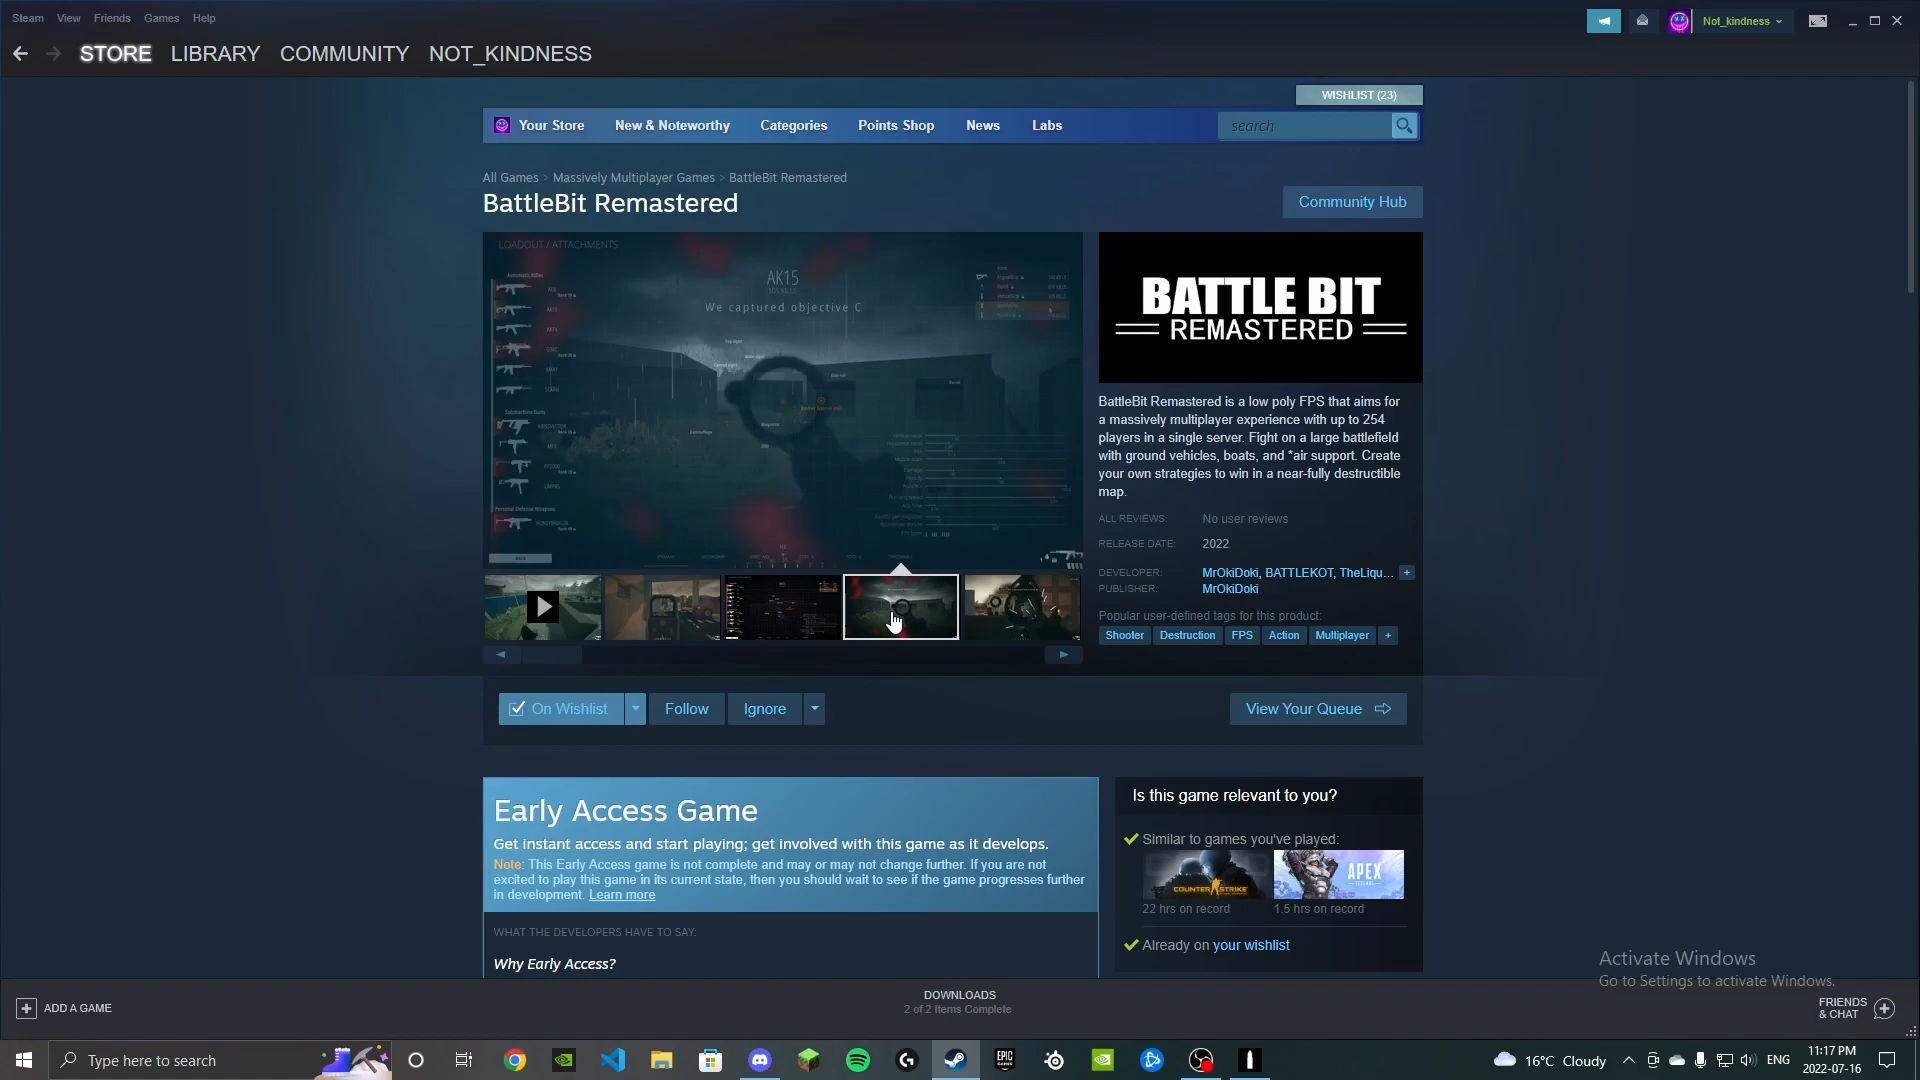 Steam View Friends Games Help
Not_kindness
STORE LIBRARY COMMUNITY NOT_KINDNESS
WISHLIST (23)
Your Store New & Noteworthy Categories Points Shop News Labs
search
All Games > Massively Multiplayer Games > BattleBit Remastered
BattleBit Remastered
Community Hub
LOADOUT / ATTACHMENTS
AK15
We captured objective C
BATTLE BIT
REMASTERED
BattleBit Remastered is a low poly FPS that aims for
a massively multiplayer experience with up to 254
players in a single server. Fight on a large battlefield
with ground vehicles, boats, and *air support. Create
your own strategies to win in a near-fully destructible
map.
ALL REVIEWS: No user reviews
RELEASE DATE: 2022
DEVELOPER: MrOkiDoki, BATTLEKOT, TheLiqu... +
PUBLISHER: MrOkiDoki
Popular user-defined tags for this product:
Shooter Destruction FPS Action Multiplayer +
On Wishlist Follow Ignore
View Your Queue
Early Access Game
Get instant access and start playing; get involved with this game as it develops.
Note: This Early Access game is not complete and may or may not change further. If you are not
excited to play this game in its current state, then you should wait to see if the game progresses further
in development. Learn more
WHAT THE DEVELOPERS HAVE TO SAY:
Why Early Access?
Is this game relevant to you?
Similar to games you've played:
COUNTER STRIKE
APEX
22 hrs on record 1.5 hrs on record
Already on your wishlist
Activate Windows
Go to Settings to activate Windows.
ADD A GAME
DOWNLOADS
2 of 2 Items Complete
FRIENDS
& CHAT
Type here to search
EPIC
GAMES
16°C Cloudy
ENG
11:17 PM
2022-07-16